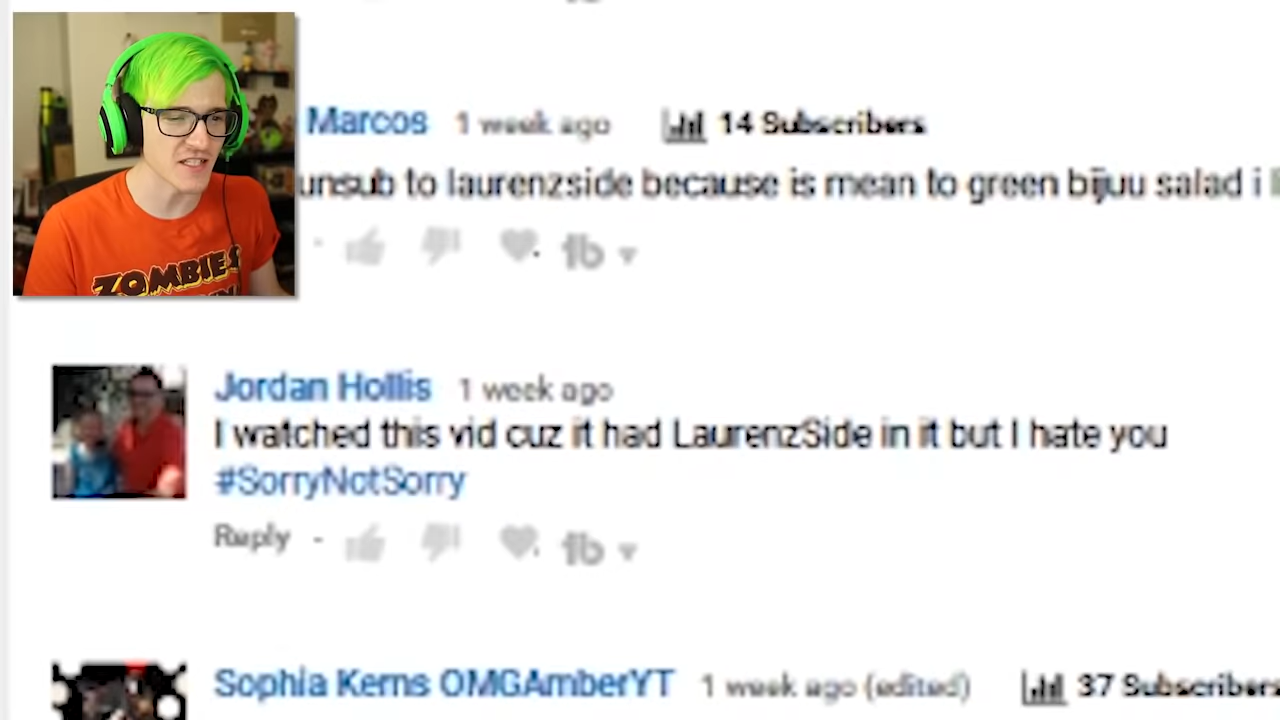 Marcos 1 week ago 14 Subscribers
unsub to laurenzside because is mean to green bijuu salad i
ZOMBIES
Jordan Hollis 1 week ago
I watched this vid cuz it had LaurenzSide in it but I hate you
#SorryNotSorry
Reply
Sophia Kerns OMGAmberYT 1 week ago (edited) 37 Subscribers